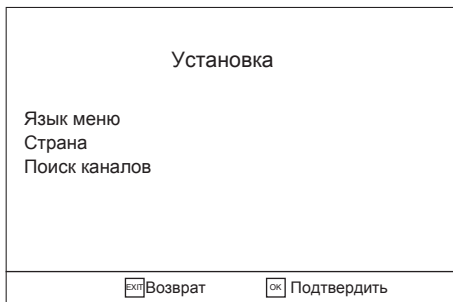 Установка
Язык меню
Страна
Поиск каналов
EXIT Возврат OK Подтвердить